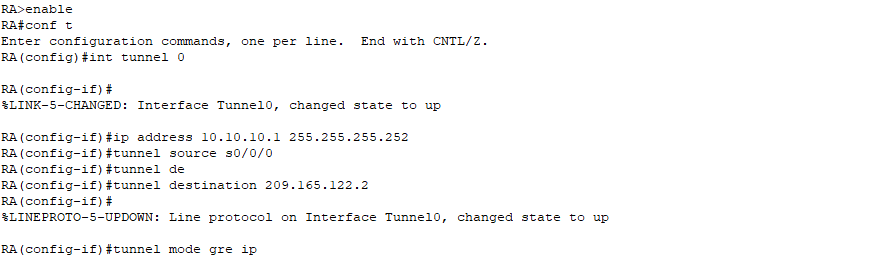 RA>enable
RA#conf t
Enter configuration commands, one per line.  End with CNTL/Z.
RA(config)#int tunnel 0
RA(config-if)#
%LINK-5-CHANGED: Interface Tunnel0, changed state to up
RA(config-if)#ip address 10.10.10.1 255.255.255.252
RA(config-if)#tunnel source s0/0/0
RA(config-if)#tunnel de
RA(config-if)#tunnel destination 209.165.122.2
RA(config-if)#
%LINEPROTO-5-UPDOWN: Line protocol on Interface Tunnel0, changed state to up
RA(config-if)#tunnel mode gre ip